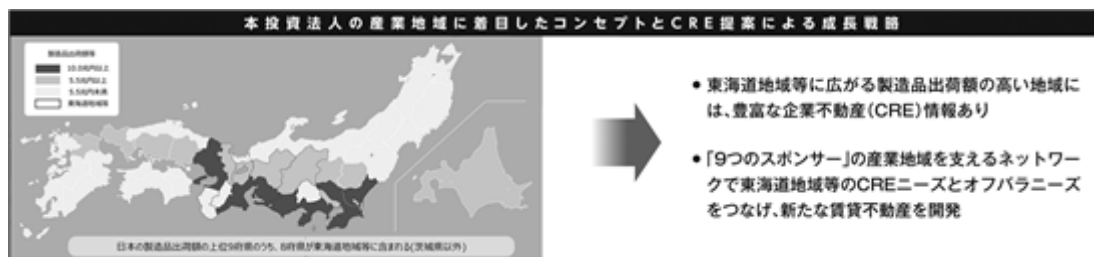 本投資法人の産業地域に着目したコンセプトとCRE提案による成長戦略
製造品出荷額等
10.0兆円以上
5.5兆円以上
5.5兆円未満
東海道地域等
日本の製造品出荷額の上位9府県のうち、8府県が東海道地域等に含まれる(茨城県以外)
●東海道地域等に広がる製造品出荷額の高い地域に
は、豊富な企業不動産(CRE)情報あり
●「9つのスポンサー」の産業地域を支えるネットワー
クで東海道地域等のCREニーズとオフバラニーズ
をつなげ、新たな賃貸不動産を開発